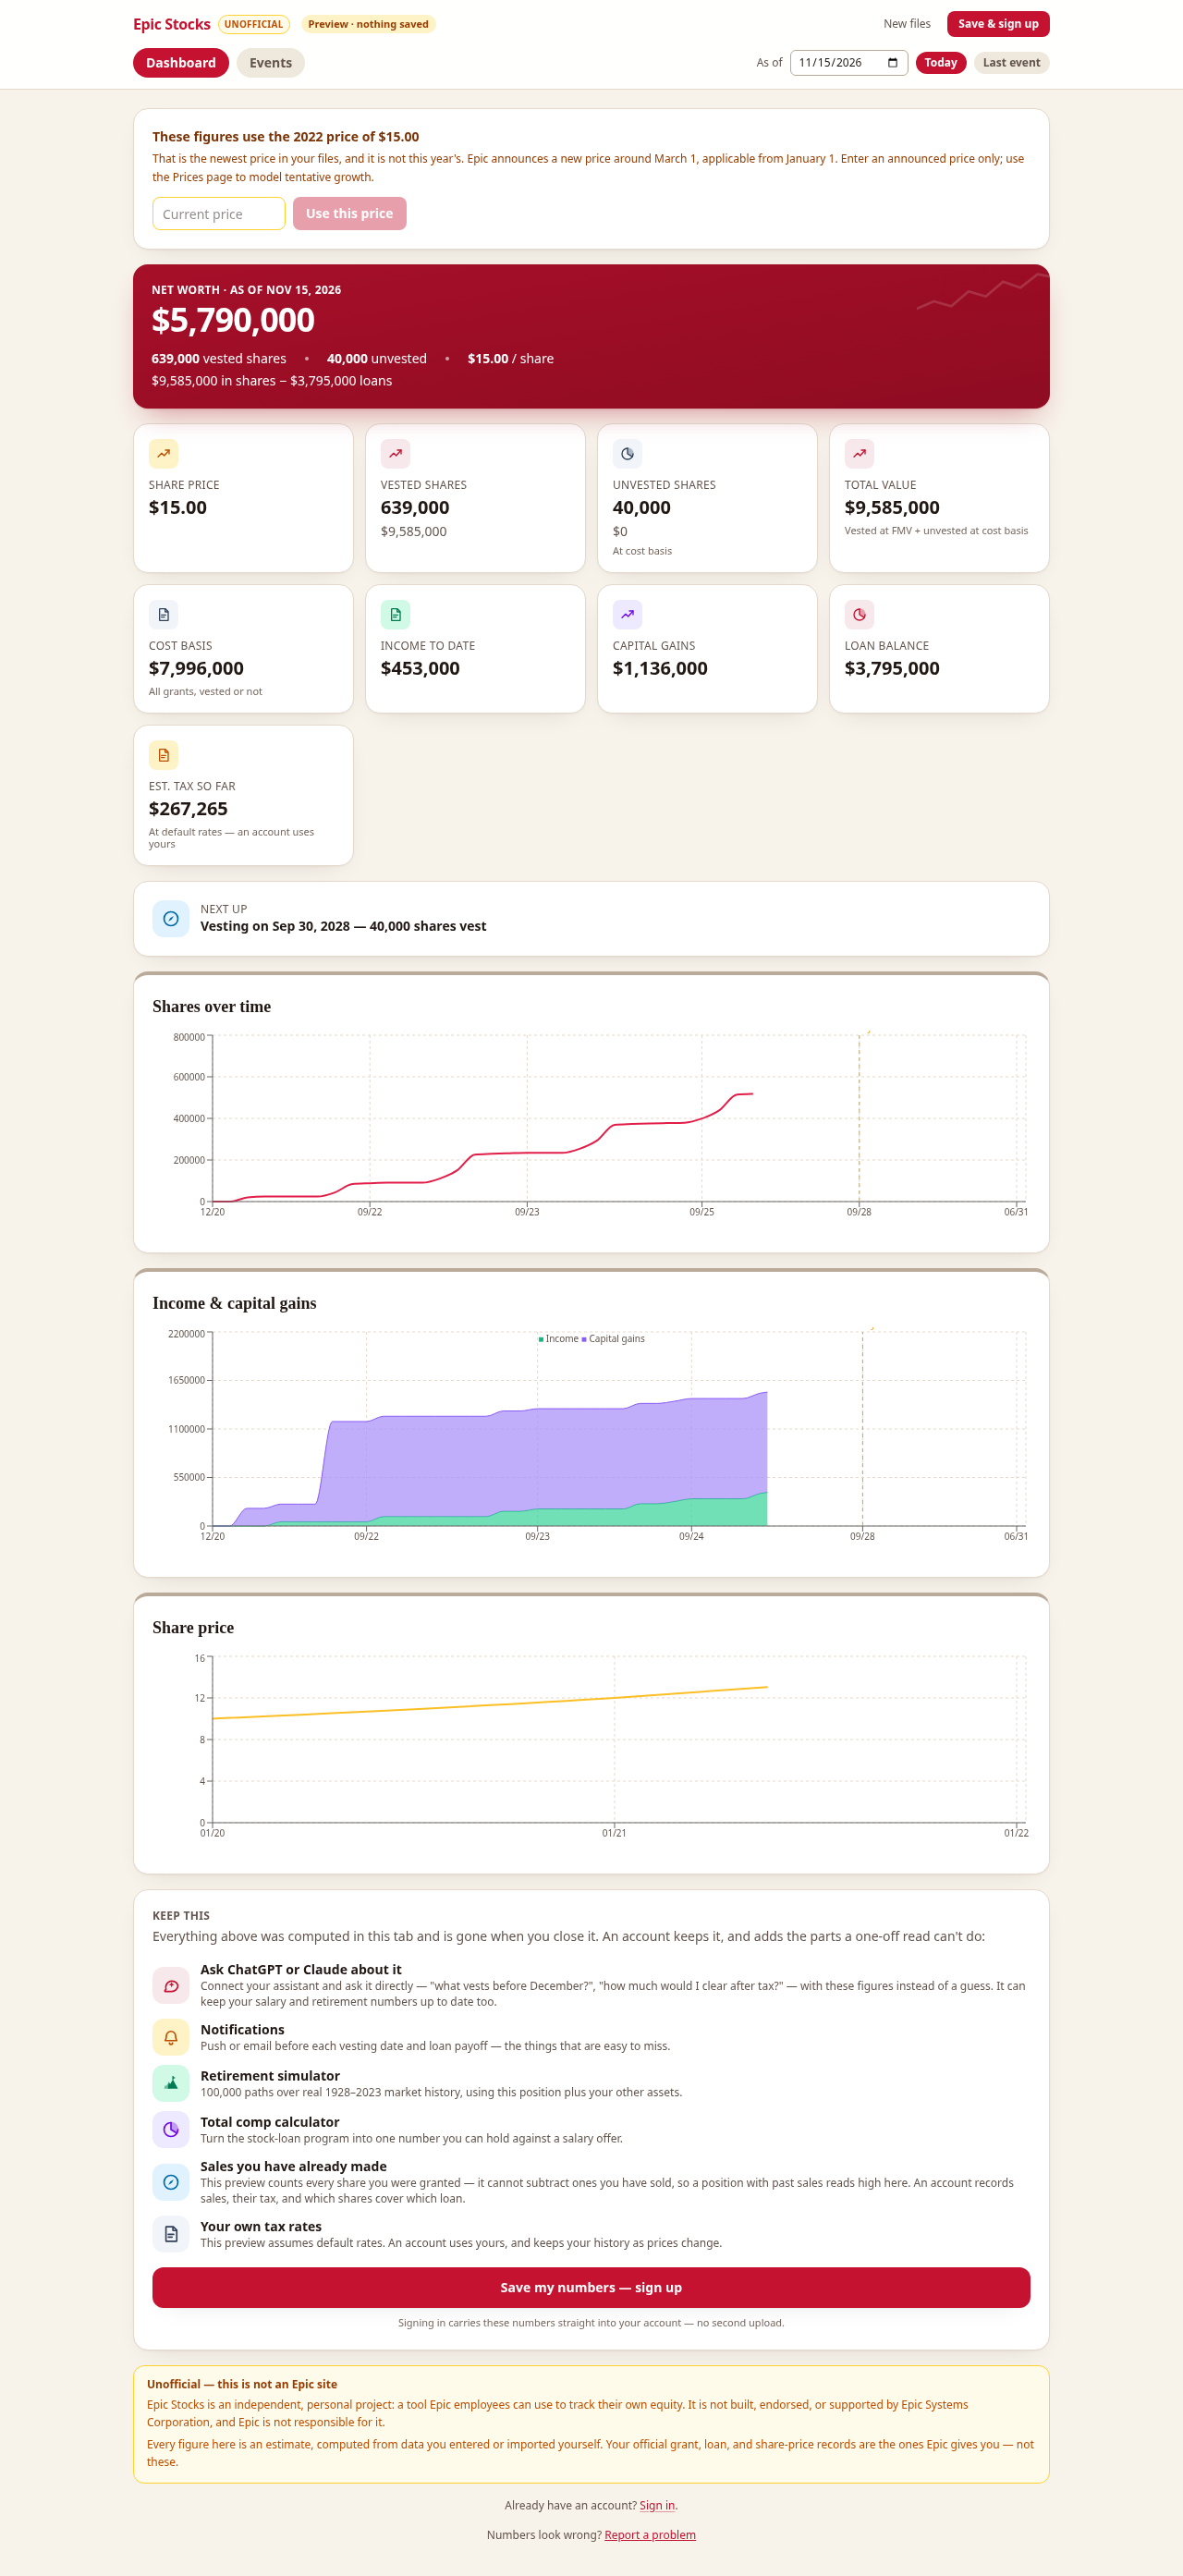 Epic Stocks
UNOFFICIAL
Preview · nothing saved
New files
Save & sign up
Dashboard
Events
As of
11/15/2026
Today
Last event
These figures use the 2022 price of $15.00
That is the newest price in your files, and it is not this year's. Epic announces a new price around March 1, applicable from January 1. Enter an announced price only; use
the Prices page to model tentative growth.
Current price
Use this price
NET WORTH · AS OF NOV 15, 2026
$5,790,000
639,000 vested shares • 40,000 unvested • $15.00 / share
$9,585,000 in shares − $3,795,000 loans
SHARE PRICE
$15.00
VESTED SHARES
639,000
$9,585,000
UNVESTED SHARES
40,000
$0
At cost basis
TOTAL VALUE
$9,585,000
Vested at FMV + unvested at cost basis
COST BASIS
$7,996,000
All grants, vested or not
INCOME TO DATE
$453,000
CAPITAL GAINS
$1,136,000
LOAN BALANCE
$3,795,000
EST. TAX SO FAR
$267,265
At default rates — an account uses
yours
NEXT UP
Vesting on Sep 30, 2028 — 40,000 shares vest
Shares over time
800000
600000
400000
200000
0
12/20 09/22 09/23 09/25 09/28 06/31
Income & capital gains
Income Capital gains
2200000
1650000
1100000
550000
0
12/20 09/22 09/23 09/24 09/28 06/31
Share price
16
12
8
4
0
01/20 01/21 01/22
KEEP THIS
Everything above was computed in this tab and is gone when you close it. An account keeps it, and adds the parts a one-off read can't do:
Ask ChatGPT or Claude about it
Connect your assistant and ask it directly — "what vests before December?", "how much would I clear after tax?" — with these figures instead of a guess. It can
keep your salary and retirement numbers up to date too.
Notifications
Push or email before each vesting date and loan payoff — the things that are easy to miss.
Retirement simulator
100,000 paths over real 1928–2023 market history, using this position plus your other assets.
Total comp calculator
Turn the stock-loan program into one number you can hold against a salary offer.
Sales you have already made
This preview counts every share you were granted — it cannot subtract ones you have sold, so a position with past sales reads high here. An account records
sales, their tax, and which shares cover which loan.
Your own tax rates
This preview assumes default rates. An account uses yours, and keeps your history as prices change.
Save my numbers — sign up
Signing in carries these numbers straight into your account — no second upload.
Unofficial — this is not an Epic site
Epic Stocks is an independent, personal project: a tool Epic employees can use to track their own equity. It is not built, endorsed, or supported by Epic Systems
Corporation, and Epic is not responsible for it.
Every figure here is an estimate, computed from data you entered or imported yourself. Your official grant, loan, and share-price records are the ones Epic gives you — not
these.
Already have an account? Sign in.
Numbers look wrong? Report a problem